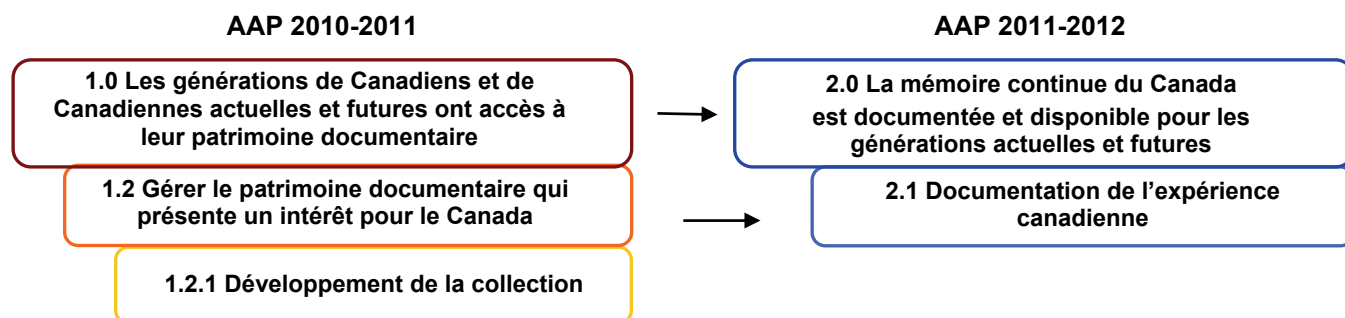 AAP 2010-2011
1.0 Les générations de Canadiens et de
Canadiennes actuelles et futures ont accès à
leur patrimoine documentaire
1.2 Gérer le patrimoine documentaire qui
présente un intérêt pour le Canada
1.2.1 Développement de la collection
AAP 2011-2012
2.0 La mémoire continue du Canada
est documentée et disponible pour les
générations actuelles et futures
2.1 Documentation de l’expérience
canadienne